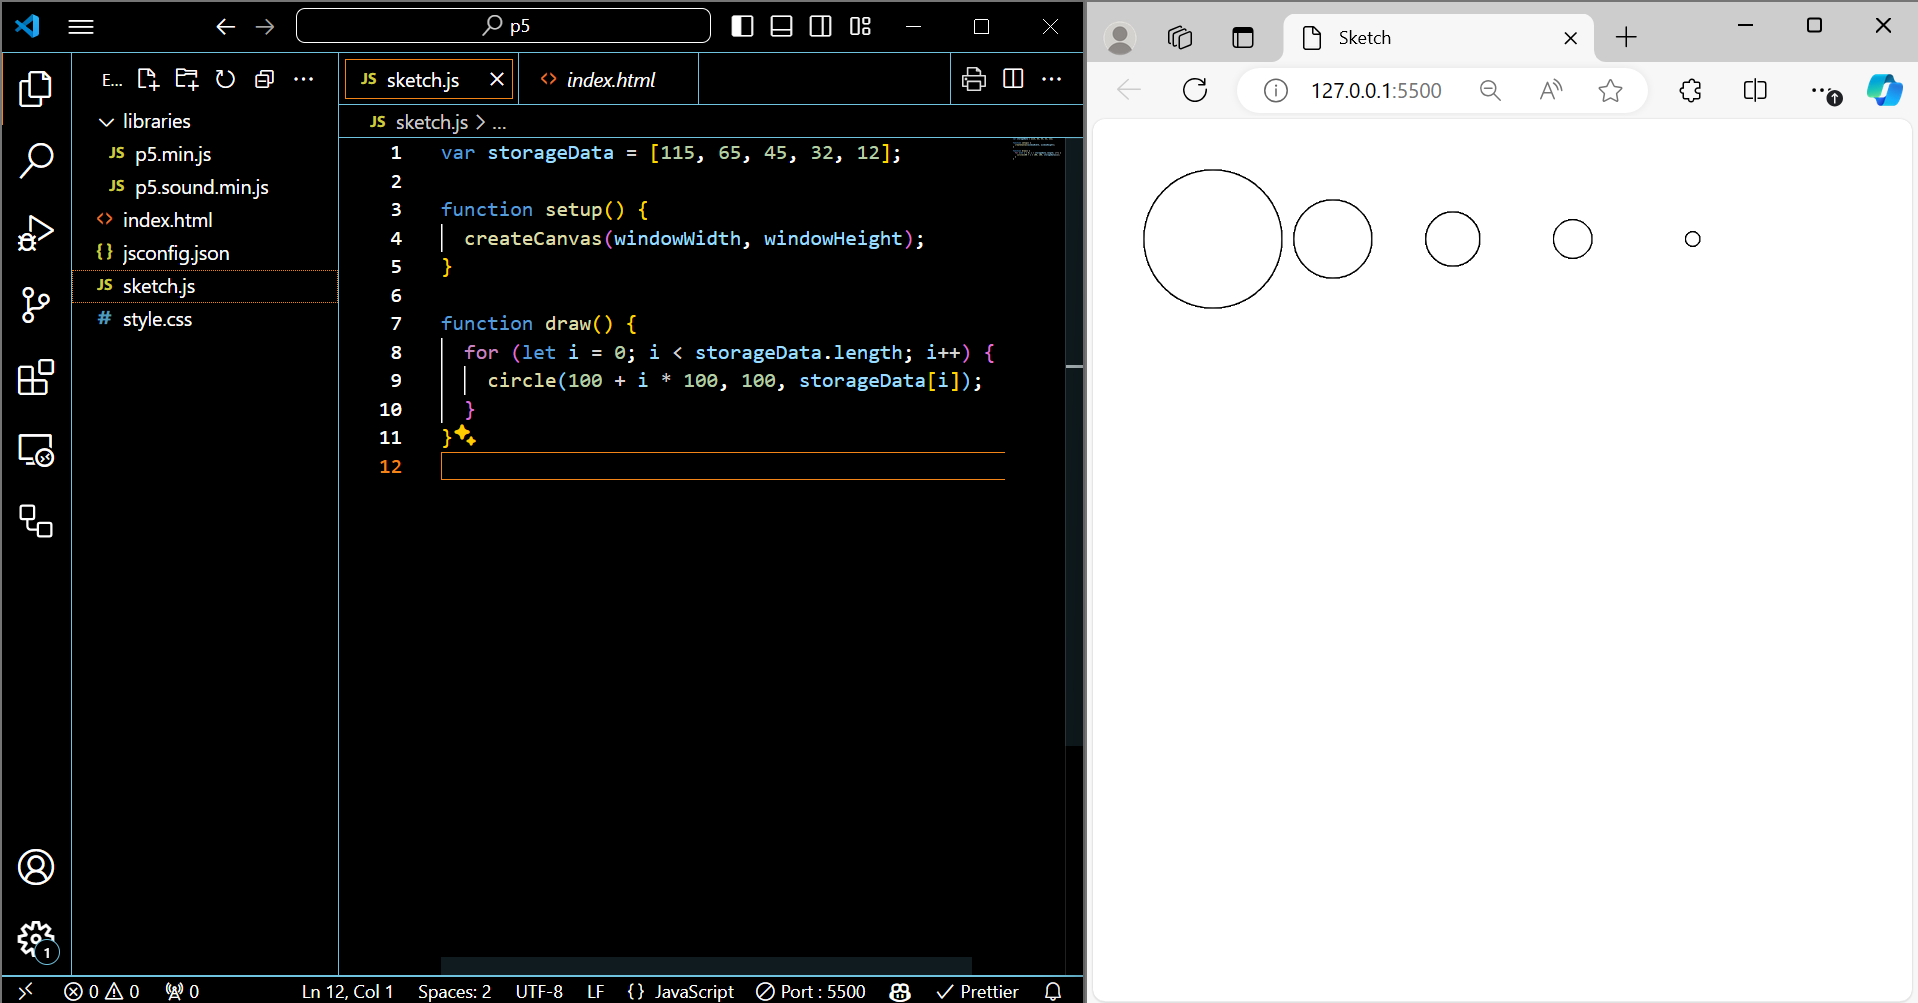 p5
E...
libraries
JS p5.min.js
JS p5.sound.min.js
<> index.html
{} jsconfig.json
JS sketch.js
# style.css
JS sketch.js
<> index.html
JS sketch.js > ...
1 var storageData = [115, 65, 45, 32, 12];
2
3 function setup() {
4   createCanvas(windowWidth, windowHeight);
5 }
6
7 function draw() {
8   for (let i = 0; i < storageData.length; i++) {
9     circle(100 + i * 100, 100, storageData[i]);
10   }
11 }
12
1
0 0 0
Ln 12, Col 1 Spaces: 2 UTF-8 LF {} JavaScript Port : 5500 Prettier
Sketch
127.0.0.1:5500